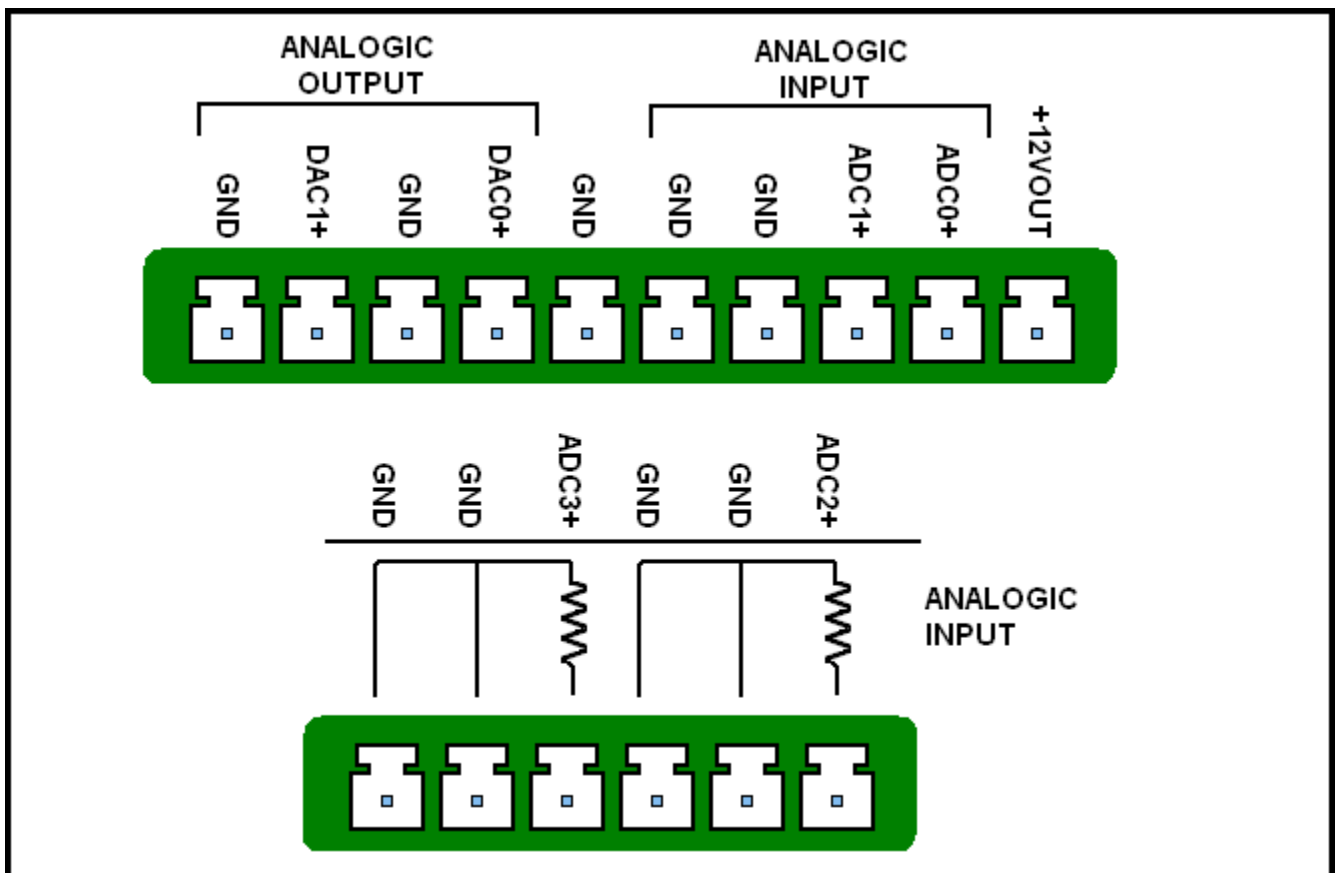 ANALOGIC
OUTPUT
ANALOGIC
INPUT
GND
DAC1+
GND
DAC0+
GND
GND
GND
ADC1+
ADC0+
+12VOUT
GND
GND
ADC3+
GND
GND
ADC2+
ANALOGIC
INPUT